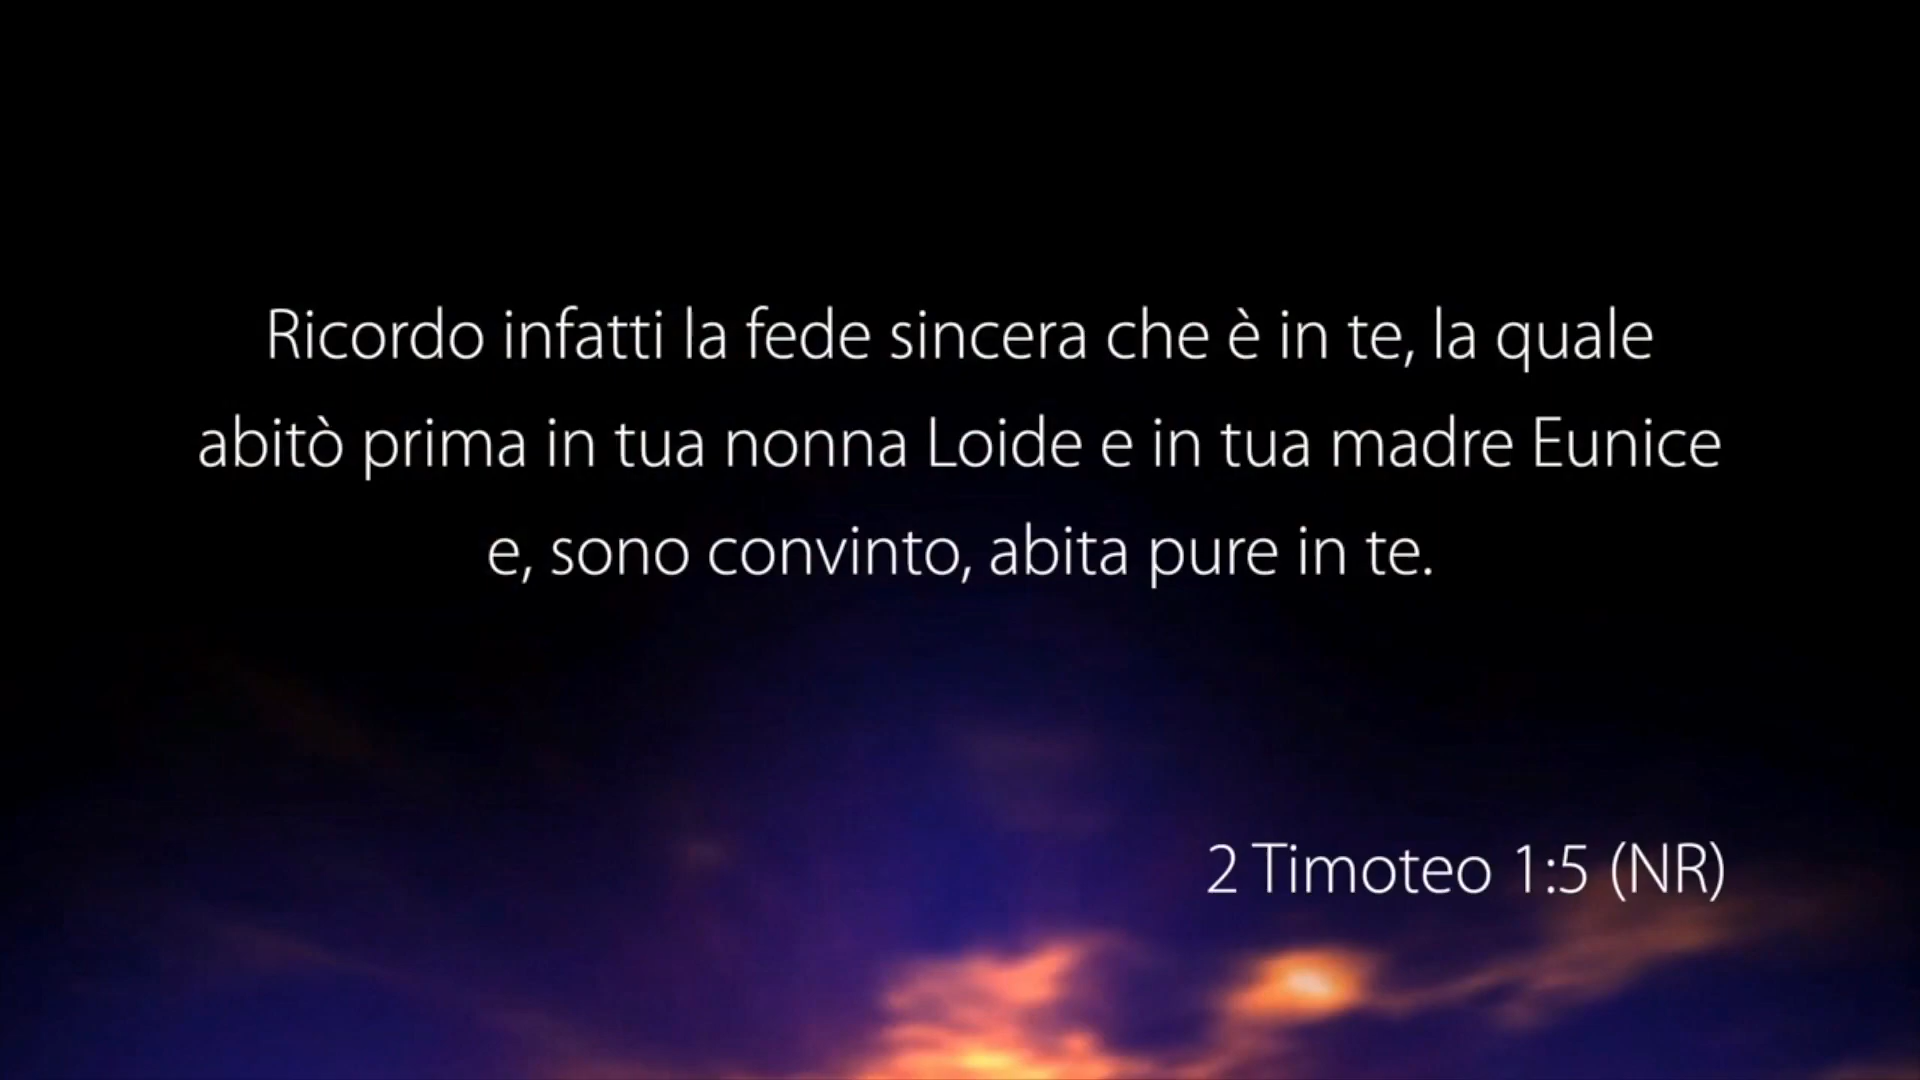 Ricordo infatti la fede sincera che è in te, la quale
abitò prima in tua nonna Loide e in tua madre Eunice
e, sono convinto, abita pure in te.
2 Timoteo 1:5 (NR)